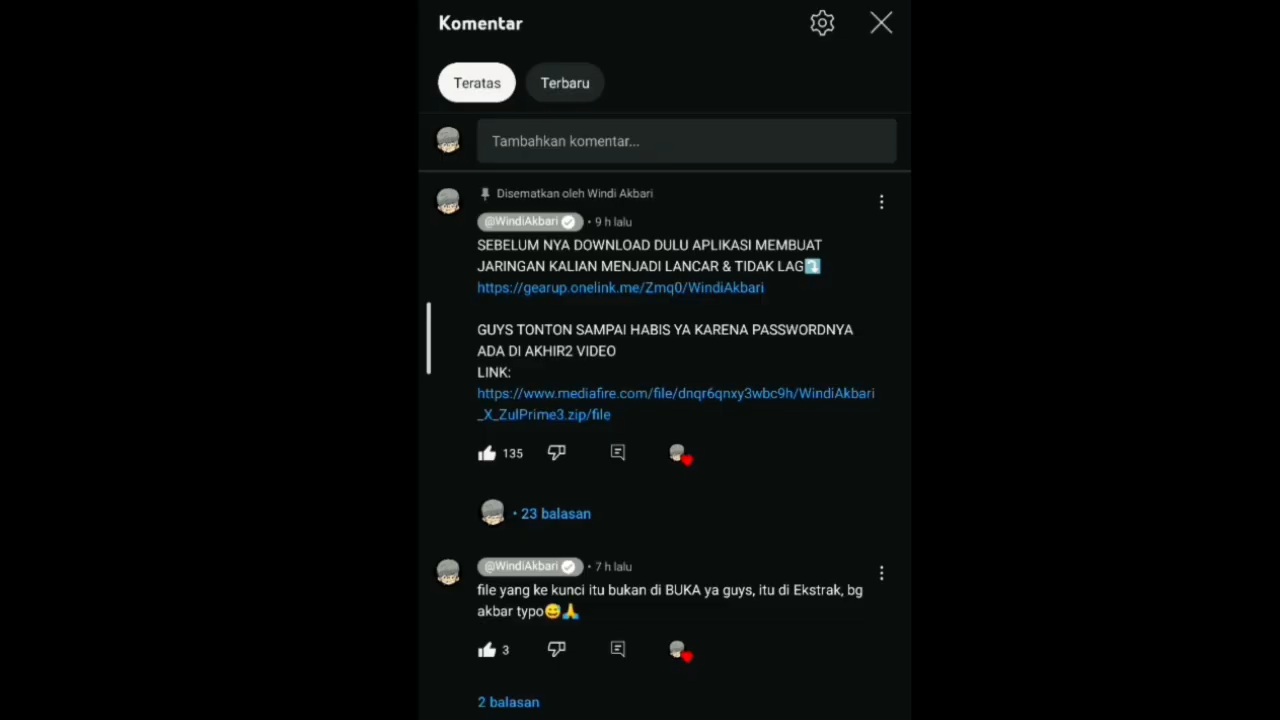 Komentar
Teratas
Terbaru
Tambahkan komentar...
Disematkan oleh Windi Akbari
@WindiAkbari • 9 h lalu
SEBELUM NYA DOWNLOAD DULU APLIKASI MEMBUAT
JARINGAN KALIAN MENJADI LANCAR & TIDAK LAG⤵️
https://gearup.onelink.me/Zmq0/WindiAkbari
GUYS TONTON SAMPAI HABIS YA KARENA PASSWORDNYA
ADA DI AKHIR2 VIDEO
LINK:
https://www.mediafire.com/file/dnqr6qnxy3wbc9h/WindiAkbari
_X_ZulPrime3.zip/file
135
• 23 balasan
@WindiAkbari • 7 h lalu
file yang ke kunci itu bukan di BUKA ya guys, itu di Ekstrak, bg
akbar typo😅🙏
3
2 balasan